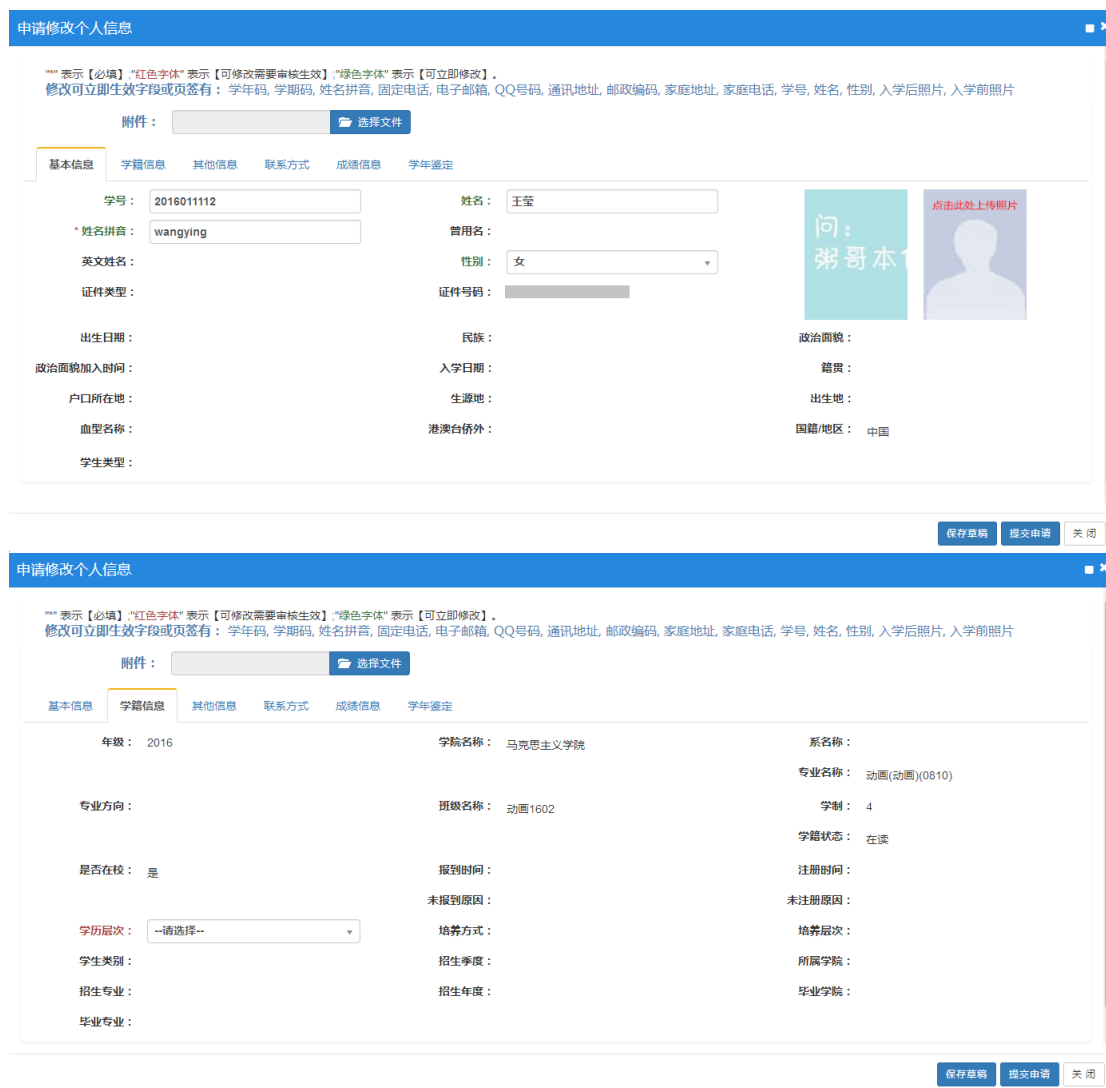 申请修改个人信息
"*" 表示【必填】;"红色字体" 表示【可修改需要审核生效】;"绿色字体" 表示【可立即修改】。
修改可立即生效字段或页签有： 学年码, 学期码, 姓名拼音, 固定电话, 电子邮箱, QQ号码, 通讯地址, 邮政编码, 家庭地址, 家庭电话, 学号, 姓名, 性别, 入学后照片, 入学前照片
附件： 选择文件
基本信息 学籍信息 其他信息 联系方式 成绩信息 学年鉴定
学号： 2016011112 姓名： 王莹
点击此处上传照片
问：
粥哥本
* 姓名拼音： wangying 曾用名：
英文姓名： 性别： 女
证件类型： 证件号码：
出生日期： 民族： 政治面貌：
政治面貌加入时间： 入学日期： 籍贯：
户口所在地： 生源地： 出生地：
血型名称： 港澳台侨外： 国籍/地区： 中国
学生类型：
保存草稿 提交申请 关 闭
申请修改个人信息
"*" 表示【必填】;"红色字体" 表示【可修改需要审核生效】;"绿色字体" 表示【可立即修改】。
修改可立即生效字段或页签有： 学年码, 学期码, 姓名拼音, 固定电话, 电子邮箱, QQ号码, 通讯地址, 邮政编码, 家庭地址, 家庭电话, 学号, 姓名, 性别, 入学后照片, 入学前照片
附件： 选择文件
基本信息 学籍信息 其他信息 联系方式 成绩信息 学年鉴定
年级： 2016 学院名称： 马克思主义学院 系名称：
专业名称： 动画(动画)(0810)
专业方向： 班级名称： 动画1602 学制： 4
学籍状态： 在读
是否在校： 是 报到时间： 注册时间：
未报到原因： 未注册原因：
学历层次： --请选择-- 培养方式： 培养层次：
学生类别： 招生季度： 所属学院：
招生专业： 招生年度： 毕业学院：
毕业专业：
保存草稿 提交申请 关 闭